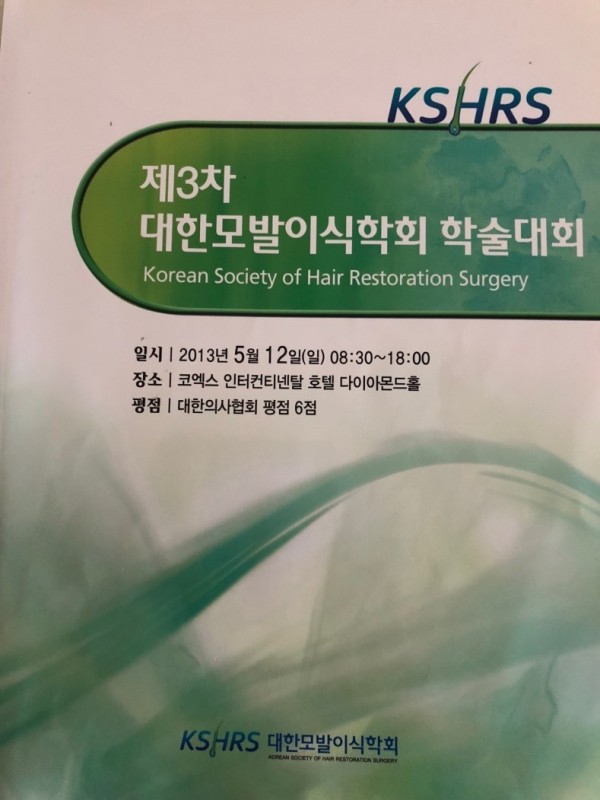 KSHRS
제3차
대한모발이식학회 학술대회
Korean Society of Hair Restoration Surgery
일시 | 2013년 5월 12일(일) 08:30~18:00
장소 | 코엑스 인터컨티넨탈 호텔 다이아몬드홀
평점 | 대한의사협회 평점 6점
KSHRS 대한모발이식학회
KOREAN SOCIETY OF HAIR RESTORATION SURGERY